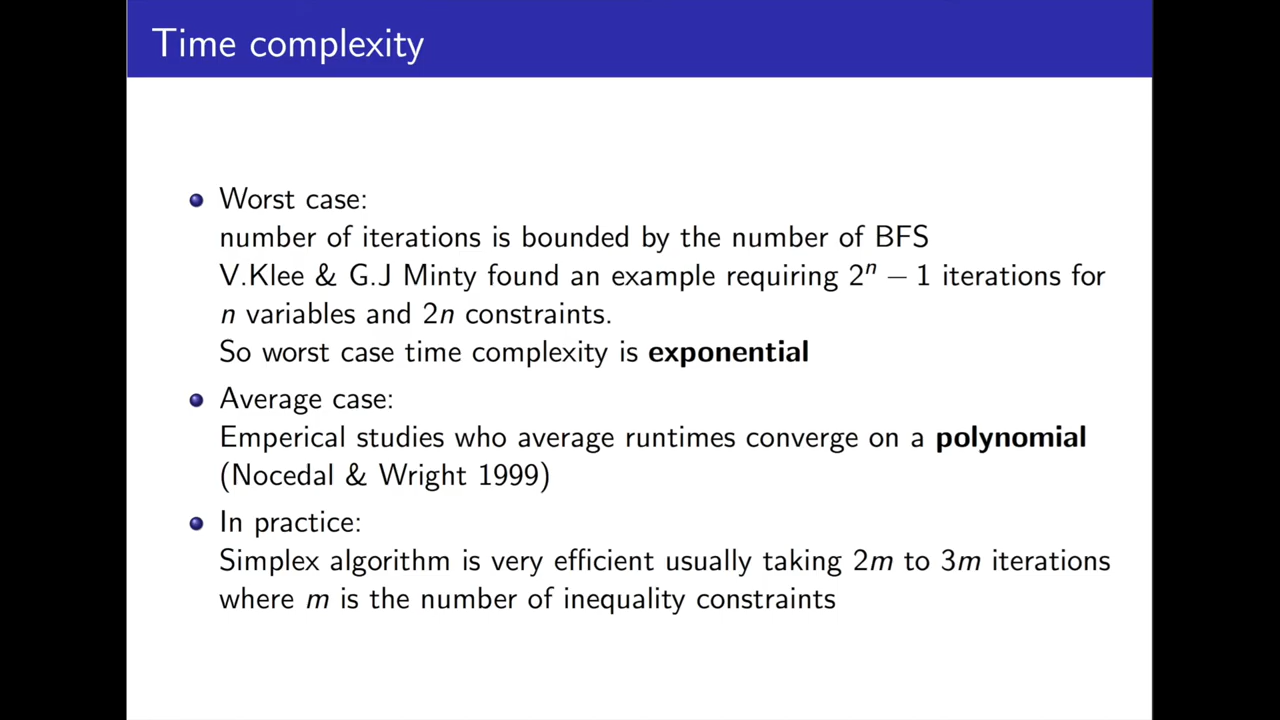 Time complexity
Worst case:
number of iterations is bounded by the number of BFS
V.Klee & G.J Minty found an example requiring 2ⁿ − 1 iterations for
n variables and 2n constraints.
So worst case time complexity is exponential
Average case:
Emperical studies who average runtimes converge on a polynomial
(Nocedal & Wright 1999)
In practice:
Simplex algorithm is very efficient usually taking 2m to 3m iterations
where m is the number of inequality constraints